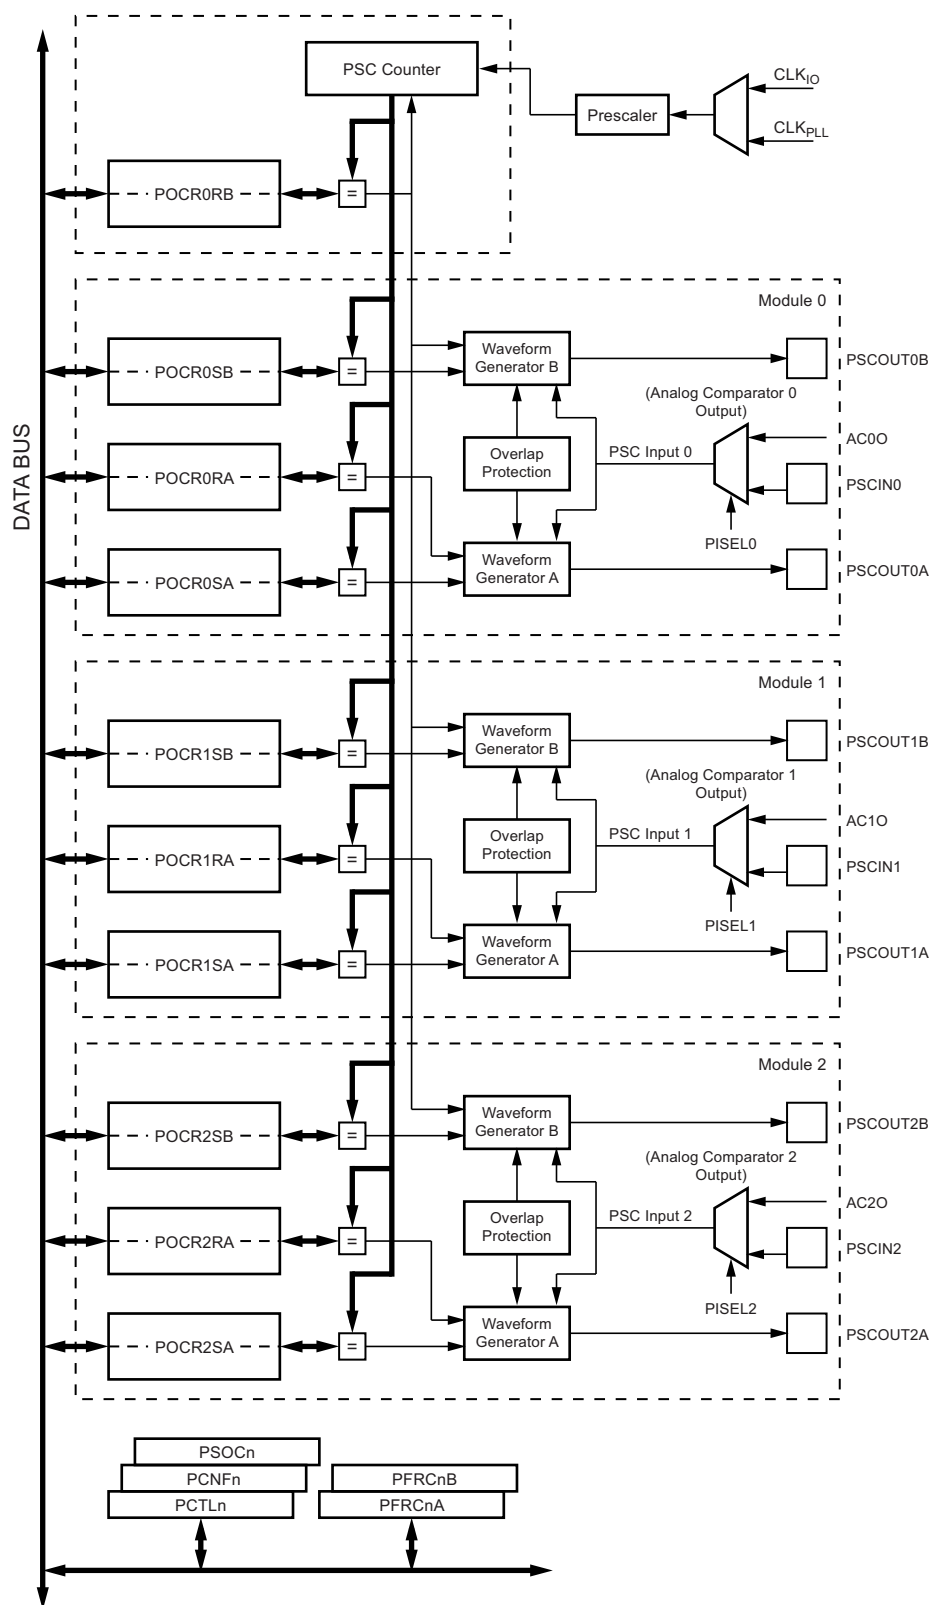 PSC Counter
CLKIO
Prescaler
CLKPLL
POCR0RB
=
DATA BUS
Module 0
POCR0SB
=
Waveform
Generator B
PSCOUT0B
(Analog Comparator 0
Output)
POCR0RA
=
Overlap
Protection
PSC Input 0
AC0O
PSCIN0
PISEL0
POCR0SA
=
Waveform
Generator A
PSCOUT0A
Module 1
POCR1SB
=
Waveform
Generator B
PSCOUT1B
(Analog Comparator 1
Output)
POCR1RA
=
Overlap
Protection
PSC Input 1
AC1O
PSCIN1
PISEL1
POCR1SA
=
Waveform
Generator A
PSCOUT1A
Module 2
POCR2SB
=
Waveform
Generator B
PSCOUT2B
(Analog Comparator 2
Output)
POCR2RA
=
Overlap
Protection
PSC Input 2
AC2O
PSCIN2
PISEL2
POCR2SA
=
Waveform
Generator A
PSCOUT2A
PSOCn
PCNFn
PCTLn
PFRCnB
PFRCnA